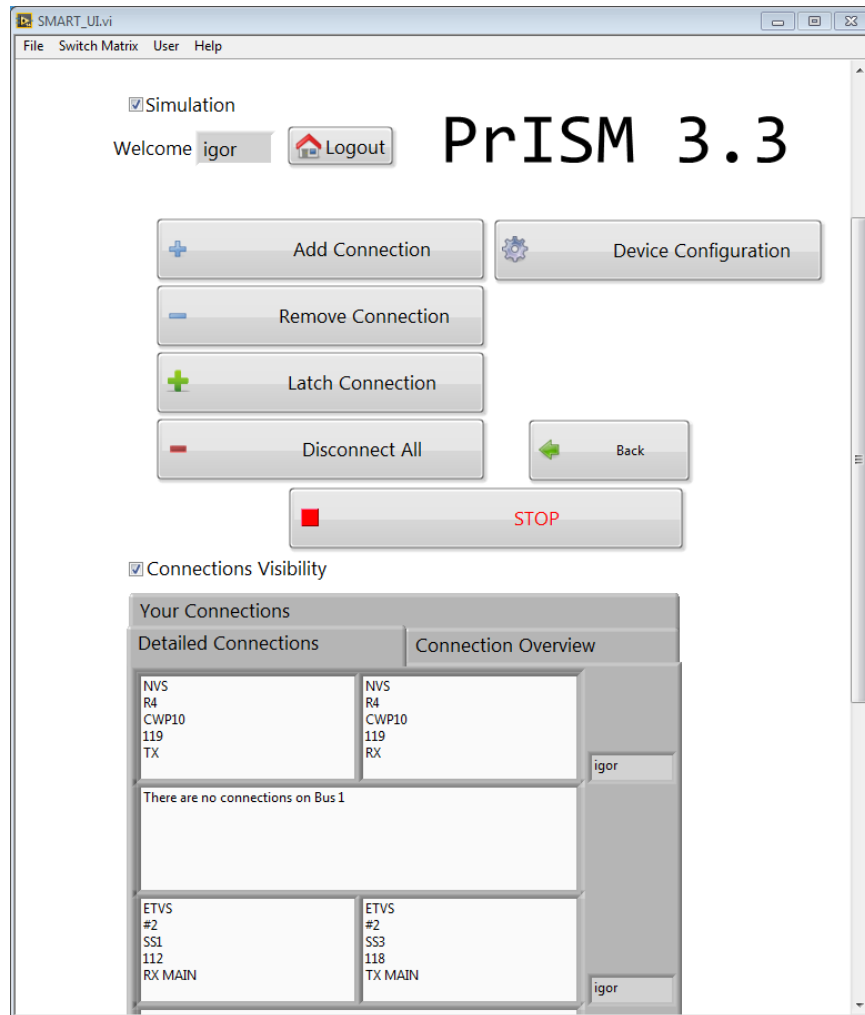 SMART_UI.vi
File Switch Matrix User Help
Simulation
Welcome igor Logout
PrISM 3.3
Add Connection
Device Configuration
Remove Connection
Latch Connection
Disconnect All
Back
STOP
Connections Visibility
Your Connections
Detailed Connections
Connection Overview
NVS
R4
CWP10
119
TX
NVS
R4
CWP10
119
RX
igor
There are no connections on Bus 1
ETVS
#2
SS1
112
RX MAIN
ETVS
#2
SS3
118
TX MAIN
igor